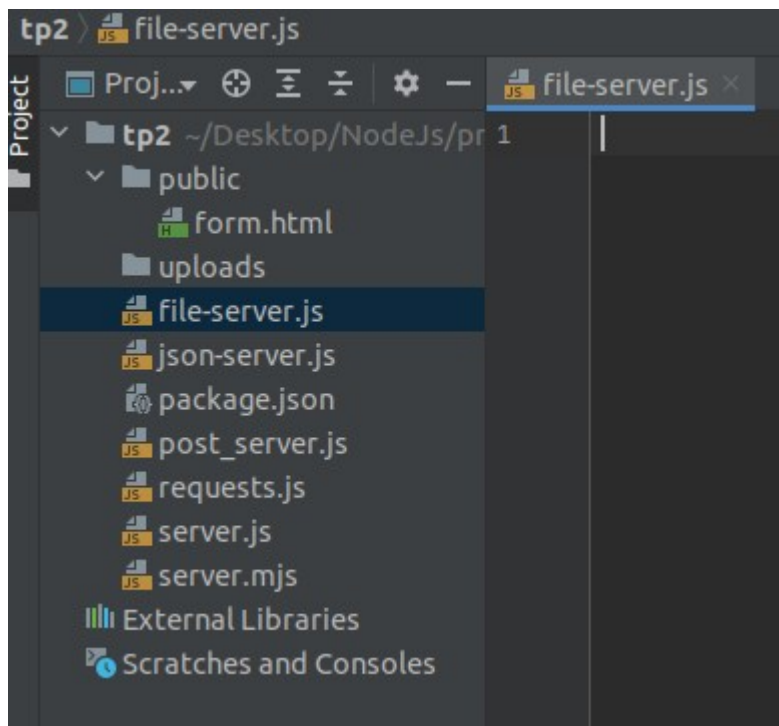 tp2 〉 file-server.js
Project
Proj...
file-server.js
tp2 ~/Desktop/NodeJs/pr
1
public
form.html
uploads
file-server.js
json-server.js
package.json
post_server.js
requests.js
server.js
server.mjs
External Libraries
Scratches and Consoles